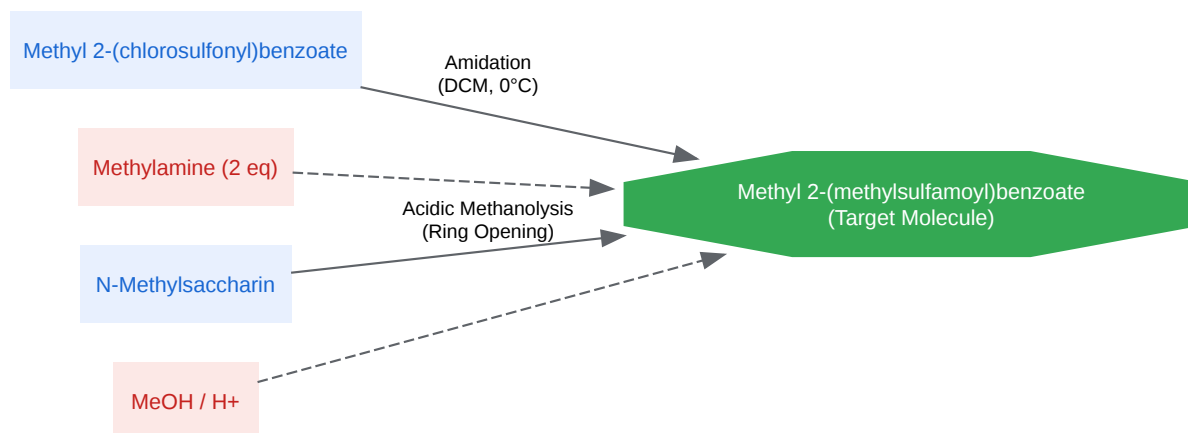 Methyl 2-(chlorosulfonyl)benzoate
Amidation
(DCM, 0°C)
Methylamine (2 eq)
Methyl 2-(methylsulfamoyl)benzoate
(Target Molecule)
Acidic Methanolysis
(Ring Opening)
N-Methylsaccharin
MeOH / H+